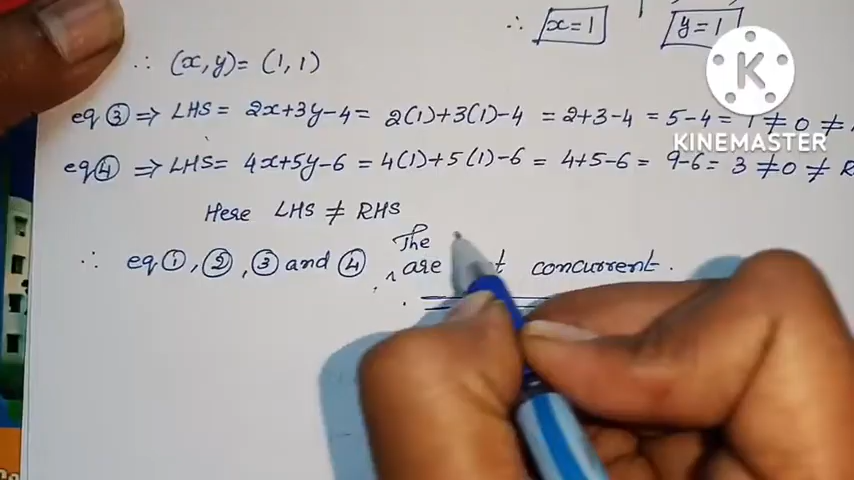 ∴ x=1
y=1
∴ (x,y)= (1,1)
eq ③ ⇒ LHS= 2x+3y-4= 2(1)+3(1)-4 = 2+3-4 = 5-4= 1 ≠0 ≠
eq ④ ⇒ LHS= 4x+5y-6 = 4(1)+5(1)-6 = 4+5-6= 9-6= 3 ≠0 ≠ R
Here LHS ≠ RHS
The
∴ eq ①, ②, ③ and ④ , are concurrent.
K
KINEMASTER